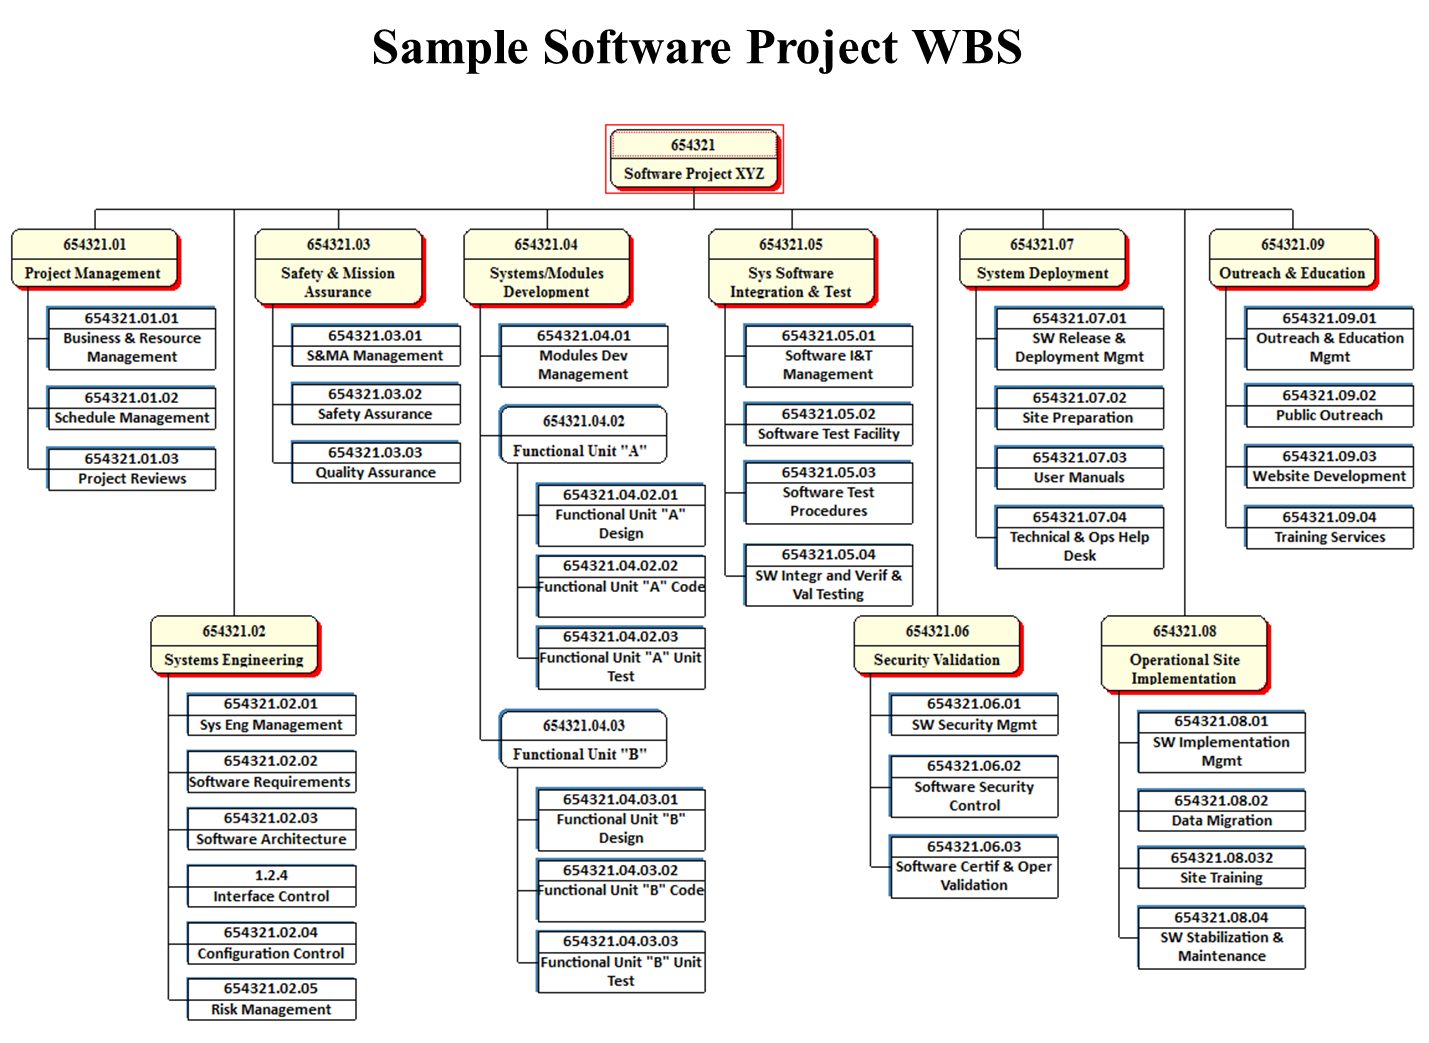 Sample Software Project WBS
654321
Software Project XYZ
654321.01
Project Management
654321.01.01
Business & Resource
Management
654321.01.02
Schedule Management
654321.01.03
Project Reviews
654321.02
Systems Engineering
654321.02.01
Sys Eng Management
654321.02.02
Software Requirements
654321.02.03
Software Architecture
1.2.4
Interface Control
654321.02.04
Configuration Control
654321.02.05
Risk Management
654321.03
Safety & Mission
Assurance
654321.03.01
S&MA Management
654321.03.02
Safety Assurance
654321.03.03
Quality Assurance
654321.04
Systems/Modules
Development
654321.04.01
Modules Dev
Management
654321.04.02
Functional Unit "A"
654321.04.02.01
Functional Unit "A"
Design
654321.04.02.02
Functional Unit "A" Code
654321.04.02.03
Functional Unit "A" Unit
Test
654321.04.03
Functional Unit "B"
654321.04.03.01
Functional Unit "B"
Design
654321.04.03.02
Functional Unit "B" Code
654321.04.03.03
Functional Unit "B" Unit
Test
654321.05
Sys Software
Integration & Test
654321.05.01
Software I&T
Management
654321.05.02
Software Test Facility
654321.05.03
Software Test
Procedures
654321.05.04
SW Integr and Verif &
Val Testing
654321.06
Security Validation
654321.06.01
SW Security Mgmt
654321.06.02
Software Security
Control
654321.06.03
Software Certif & Oper
Validation
654321.07
System Deployment
654321.07.01
SW Release &
Deployment Mgmt
654321.07.02
Site Preparation
654321.07.03
User Manuals
654321.07.04
Technical & Ops Help
Desk
654321.08
Operational Site
Implementation
654321.08.01
SW Implementation
Mgmt
654321.08.02
Data Migration
654321.08.032
Site Training
654321.08.04
SW Stabilization &
Maintenance
654321.09
Outreach & Education
654321.09.01
Outreach & Education
Mgmt
654321.09.02
Public Outreach
654321.09.03
Website Development
654321.09.04
Training Services